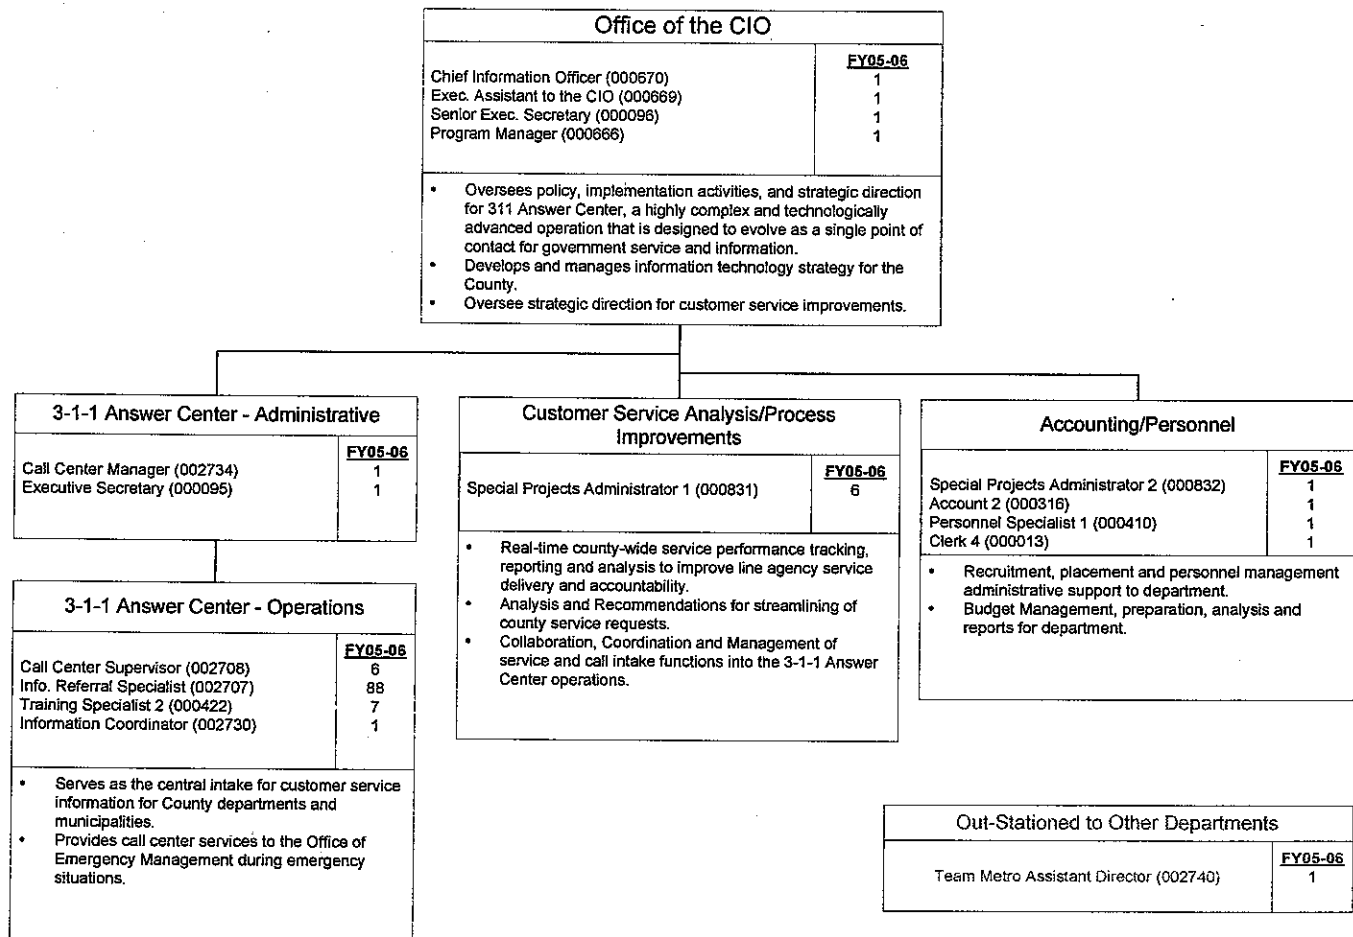 Office of the CIO
FY05-06
Chief Information Officer (000670) 1
Exec. Assistant to the CIO (000669) 1
Senior Exec. Secretary (000096) 1
Program Manager (000666) 1
• Oversees policy, implementation activities, and strategic direction
for 311 Answer Center, a highly complex and technologically
advanced operation that is designed to evolve as a single point of
contact for government service and information.
• Develops and manages information technology strategy for the
County.
• Oversee strategic direction for customer service improvements.
3-1-1 Answer Center - Administrative
FY05-06
Call Center Manager (002734) 1
Executive Secretary (000095) 1
3-1-1 Answer Center - Operations
FY05-06
Call Center Supervisor (002708) 6
Info. Referral Specialist (002707) 88
Training Specialist 2 (000422) 7
Information Coordinator (002730) 1
• Serves as the central intake for customer service
information for County departments and
municipalities.
• Provides call center services to the Office of
Emergency Management during emergency
situations.
Customer Service Analysis/Process
Improvements
FY05-06
Special Projects Administrator 1 (000831) 6
• Real-time county-wide service performance tracking,
reporting and analysis to improve line agency service
delivery and accountability.
• Analysis and Recommendations for streamlining of
county service requests.
• Collaboration, Coordination and Management of
service and call intake functions into the 3-1-1 Answer
Center operations.
Accounting/Personnel
FY05-06
Special Projects Administrator 2 (000832) 1
Account 2 (000316) 1
Personnel Specialist 1 (000410) 1
Clerk 4 (000013) 1
• Recruitment, placement and personnel management
administrative support to department.
• Budget Management, preparation, analysis and
reports for department.
Out-Stationed to Other Departments
FY05-06
Team Metro Assistant Director (002740) 1